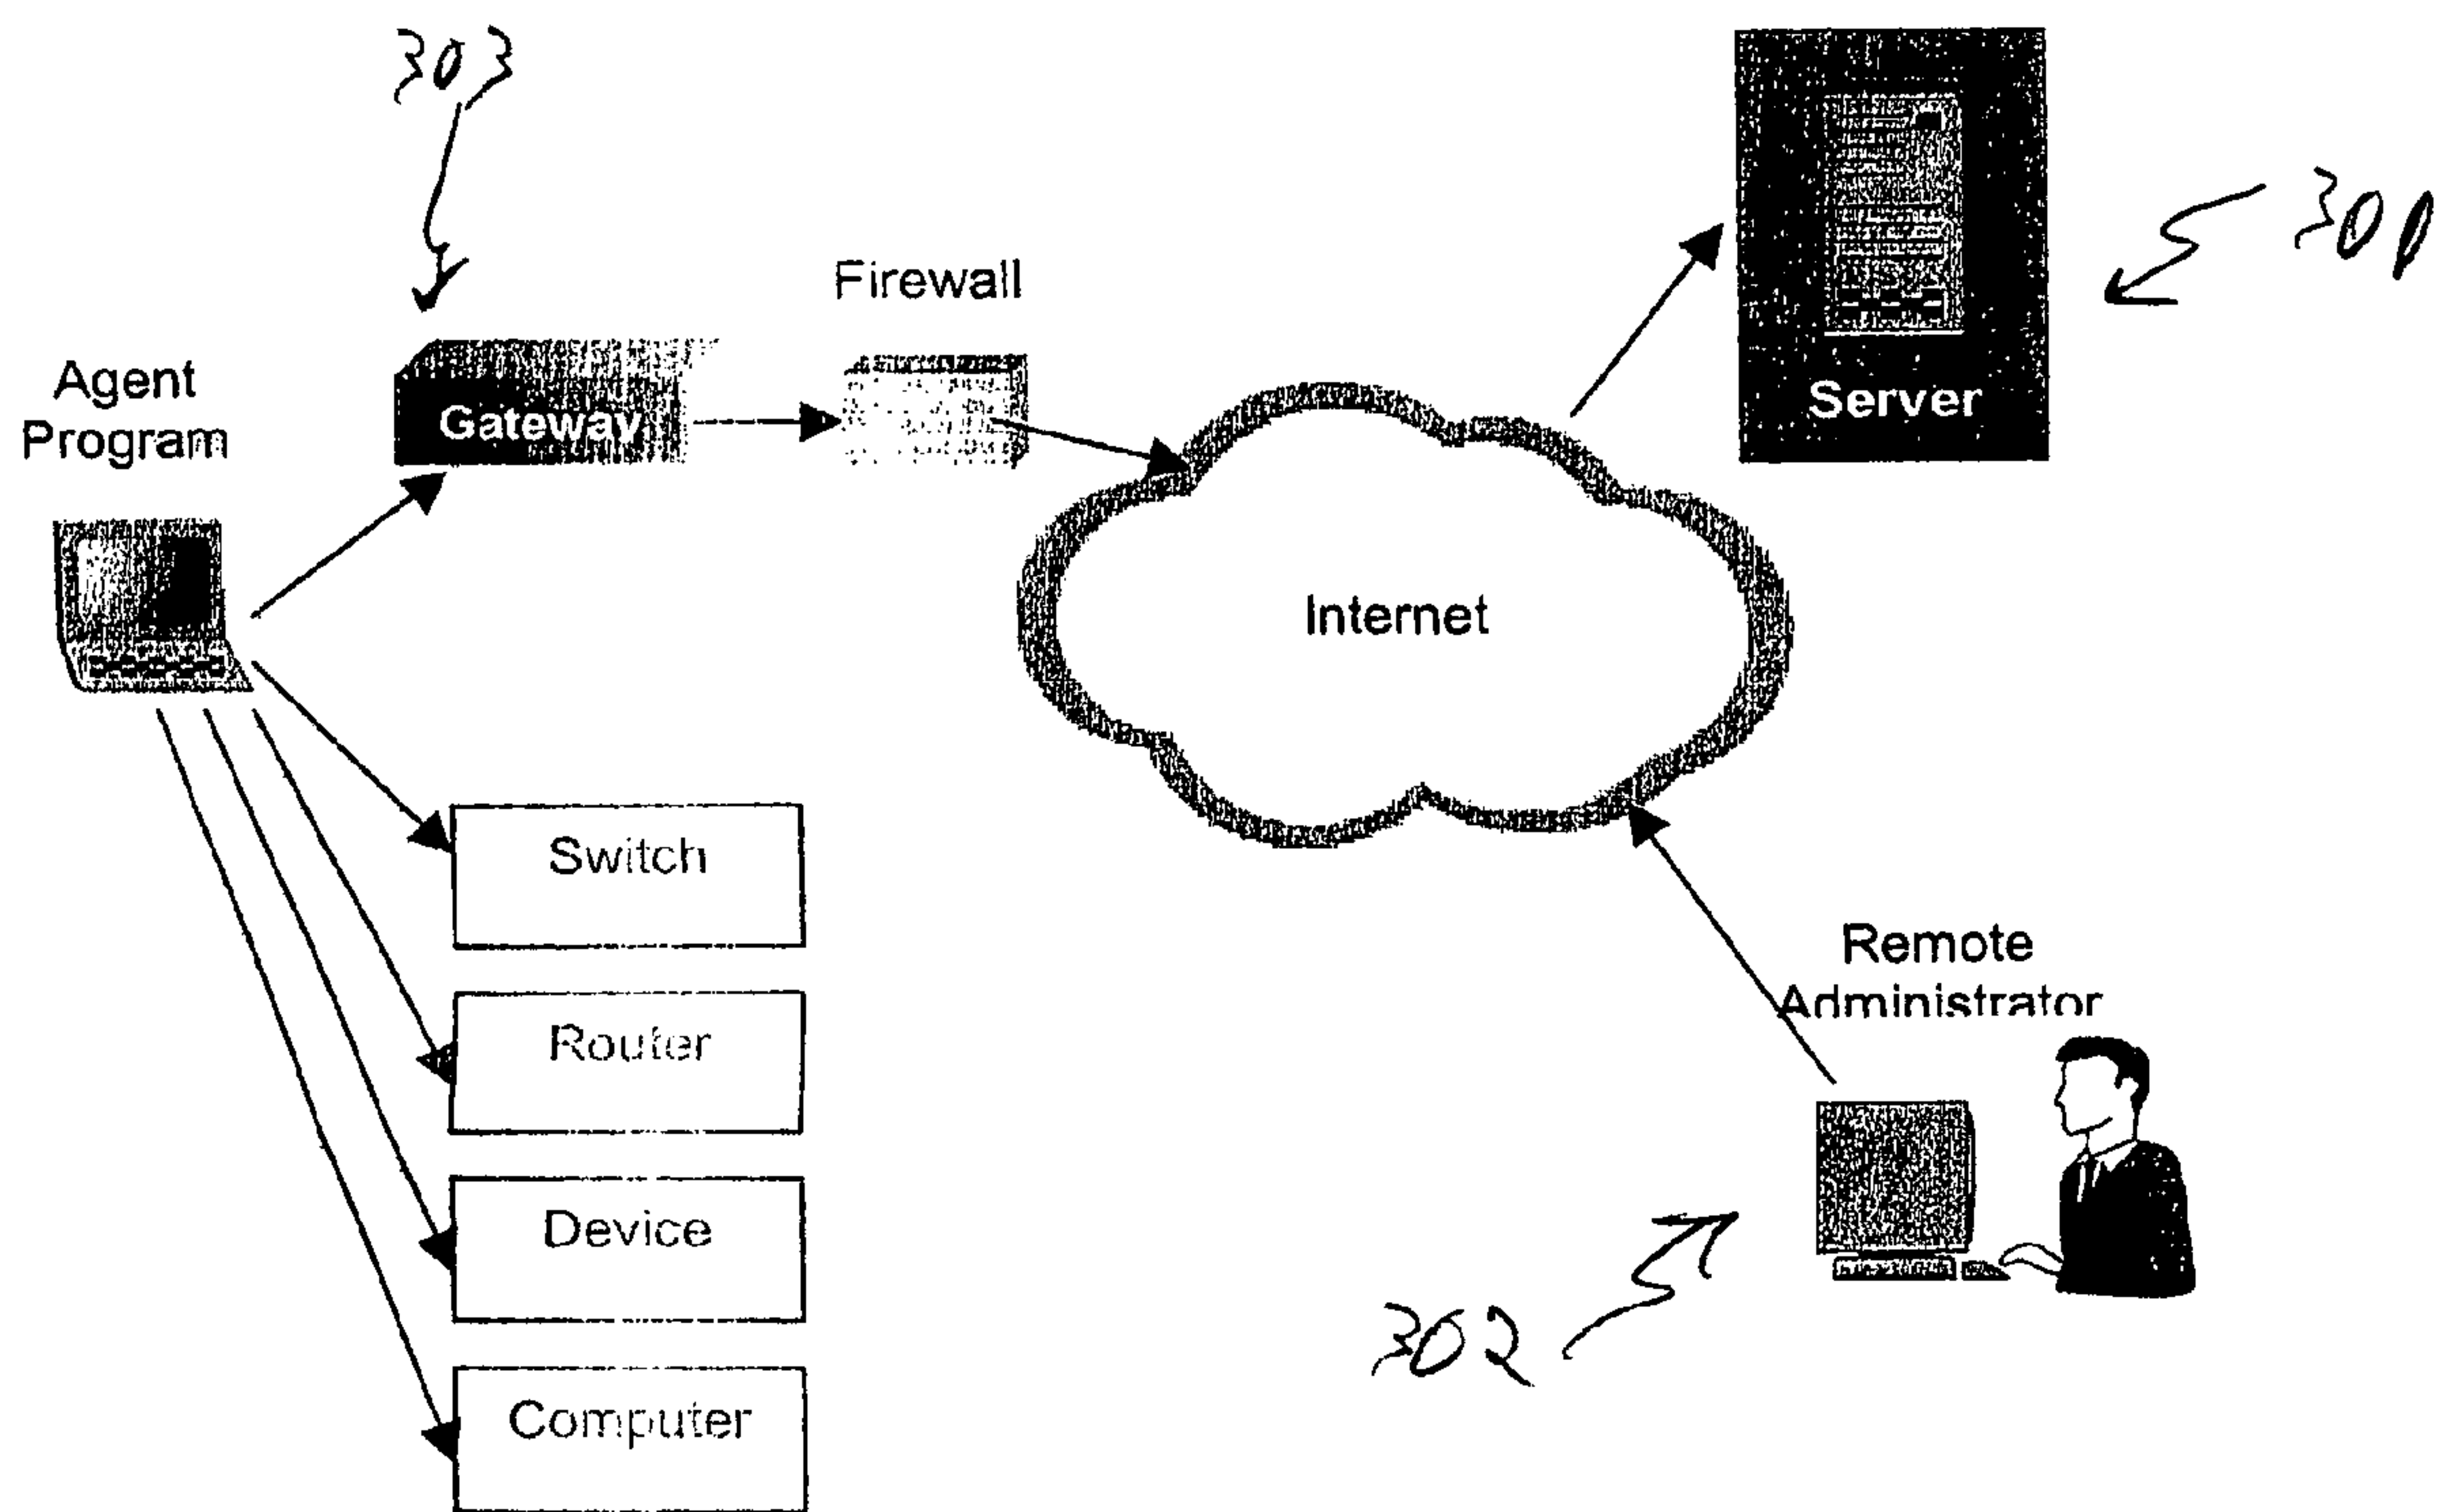 303
Firewall
301
Agent
Program
Gateway
Server
Internet
Switch
Remote
Administrator
Router
Device
302
Computer